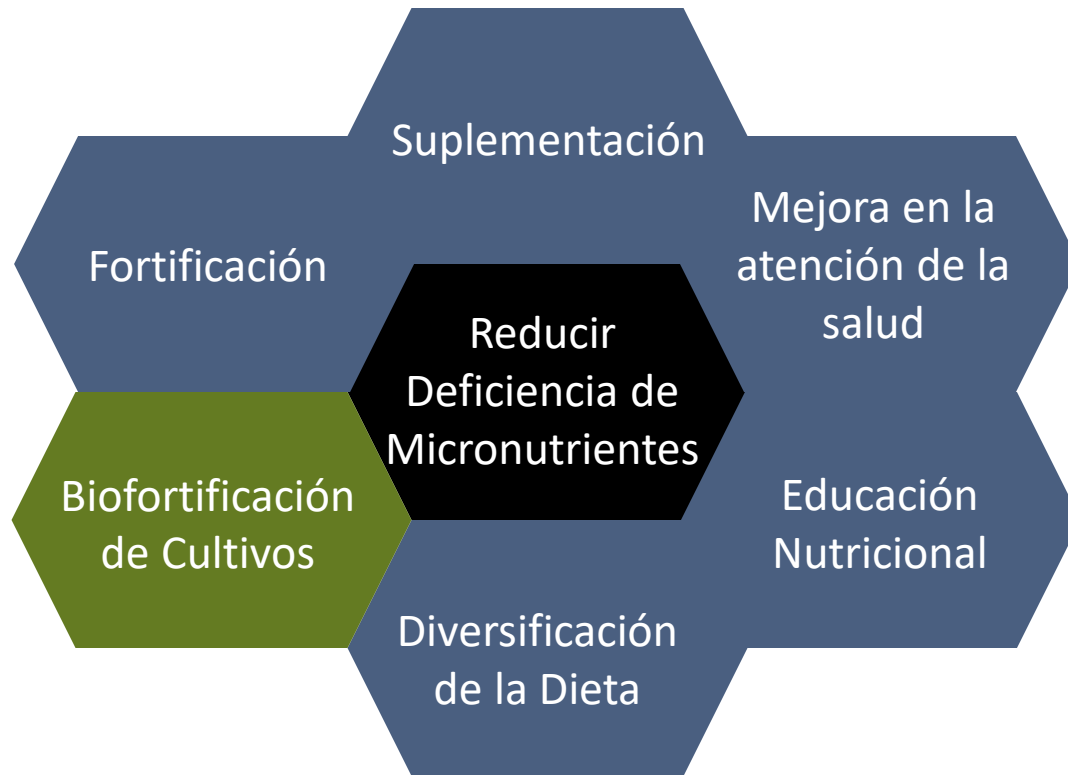 Suplementación
Mejora en la
atención de la
salud
Fortificación
Reducir
Deficiencia de
Micronutrientes
Biofortificación
de Cultivos
Educación
Nutricional
Diversificación
de la Dieta